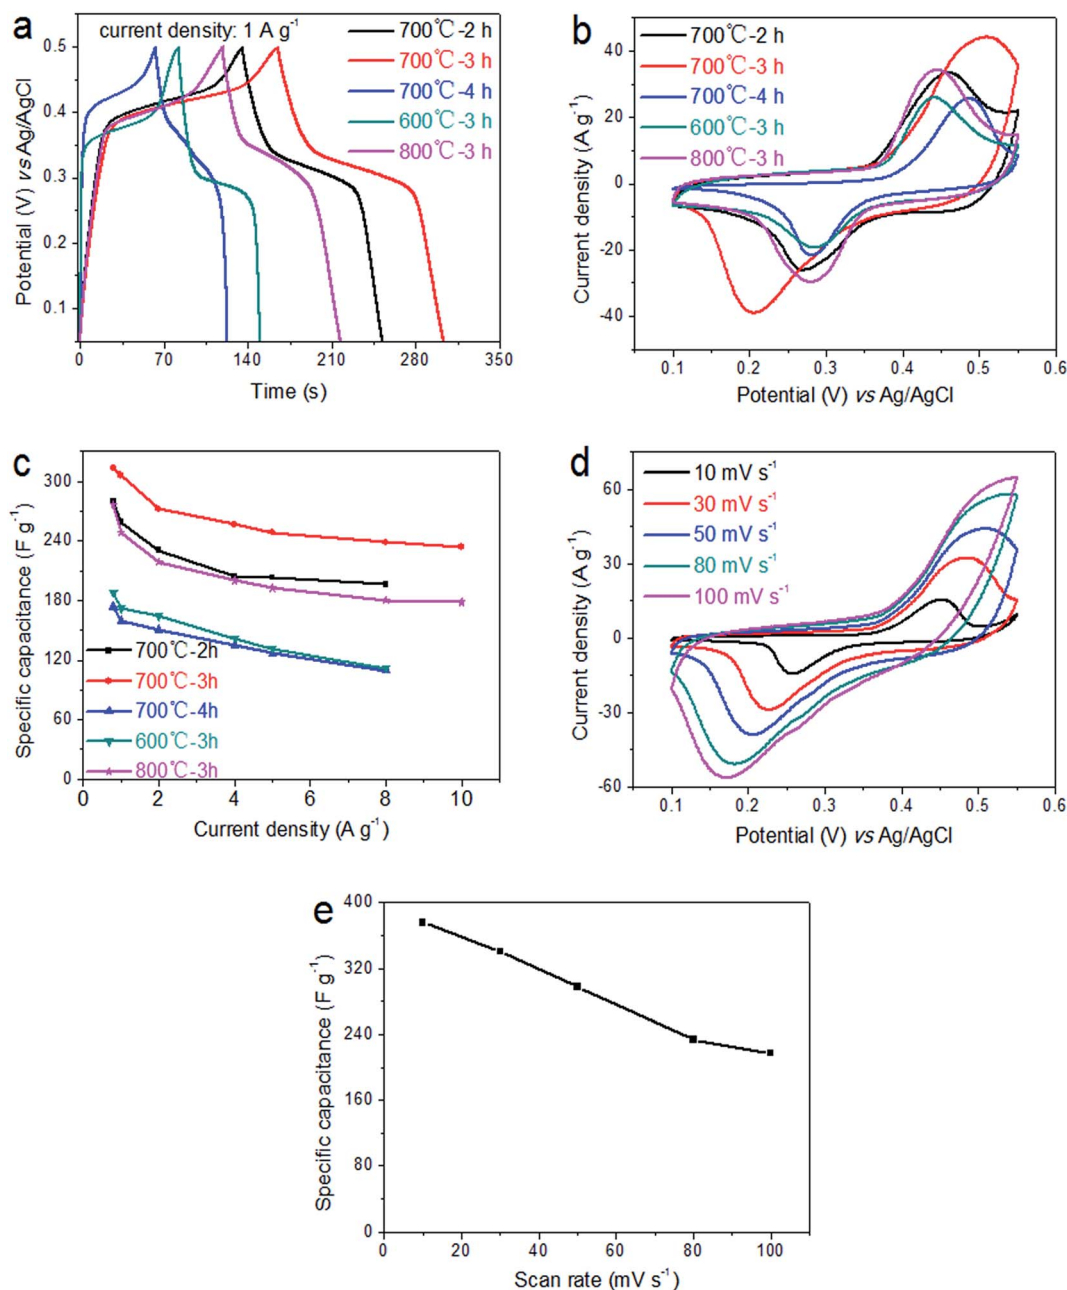 a
current density: 1 A g⁻¹
700℃-2 h
700℃-3 h
700℃-4 h
600℃-3 h
800℃-3 h
0.5
0.4
0.3
0.2
0.1
Potential (V) vs Ag/AgCl
0 70 140 210 280 350
Time (s)
b
700℃-2 h
700℃-3 h
700℃-4 h
600℃-3 h
800℃-3 h
40
20
0
-20
-40
Current density (A g⁻¹)
0.1 0.2 0.3 0.4 0.5 0.6
Potential (V) vs Ag/AgCl
c
300
240
180
120
60
0
Specific capacitance (F g⁻¹)
700℃-2h
700℃-3h
700℃-4h
600℃-3h
800℃-3h
0 2 4 6 8 10
Current density (A g⁻¹)
d
10 mV s⁻¹
30 mV s⁻¹
50 mV s⁻¹
80 mV s⁻¹
100 mV s⁻¹
60
30
0
-30
-60
Current density (A g⁻¹)
0.1 0.2 0.3 0.4 0.5 0.6
Potential (V) vs Ag/AgCl
e
400
320
240
160
80
0
Specific capacitance (F g⁻¹)
0 20 40 60 80 100
Scan rate (mV s⁻¹)